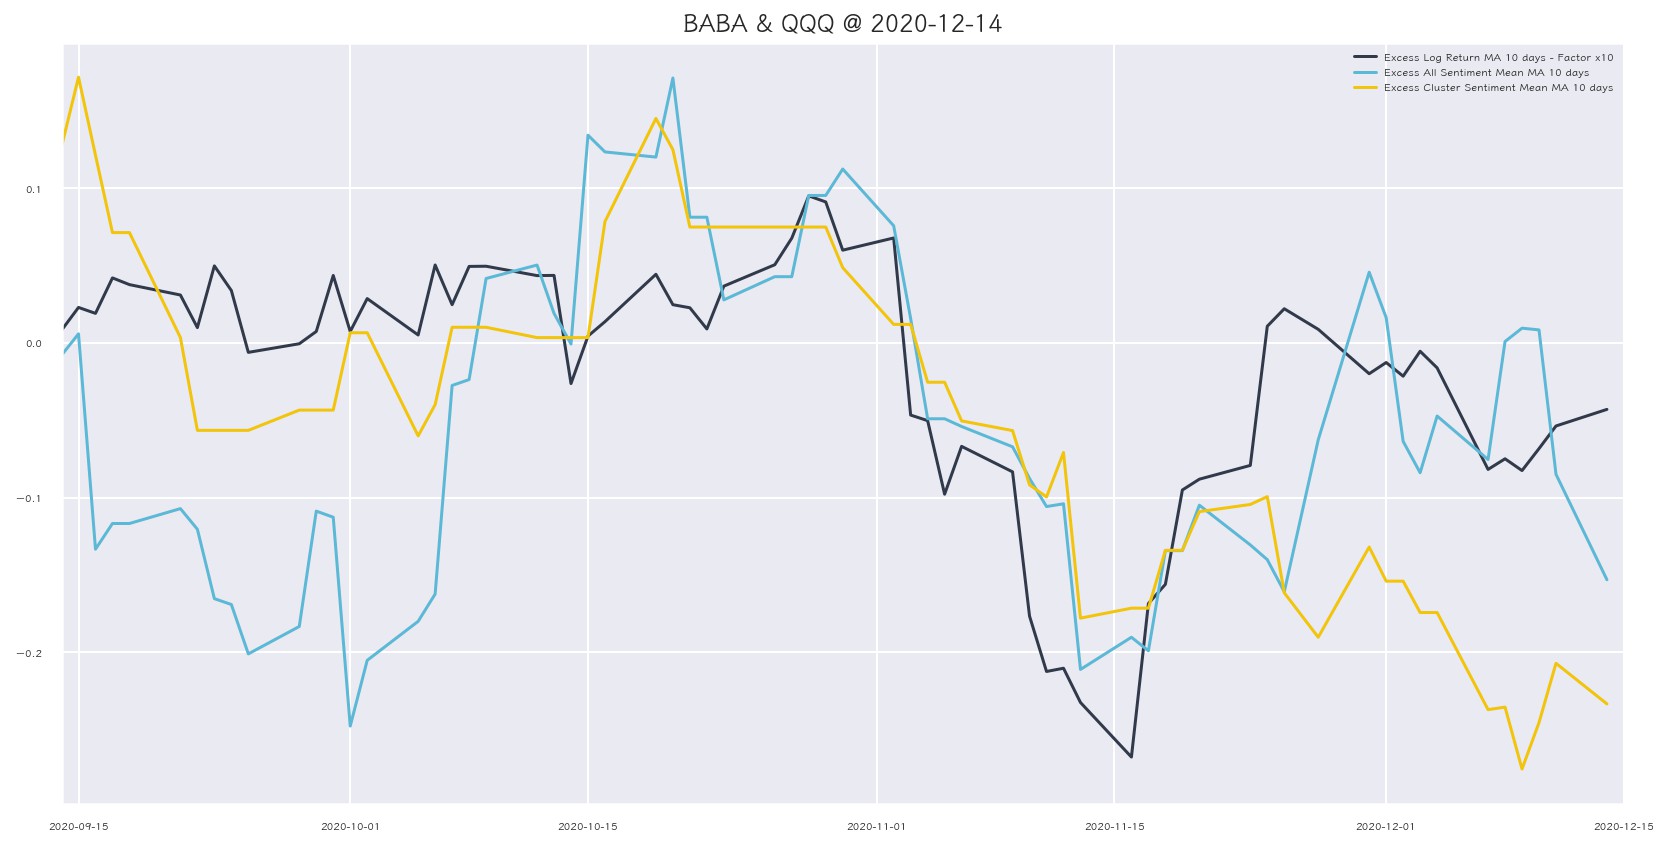 BABA & QQQ @ 2020-12-14
Excess Log Return MA 10 days - Factor x10
Excess All Sentiment Mean MA 10 days
Excess Cluster Sentiment Mean MA 10 days
0.1
0.0
−0.1
−0.2
2020-09-15 2020-10-01 2020-10-15 2020-11-01 2020-11-15 2020-12-01 2020-12-15